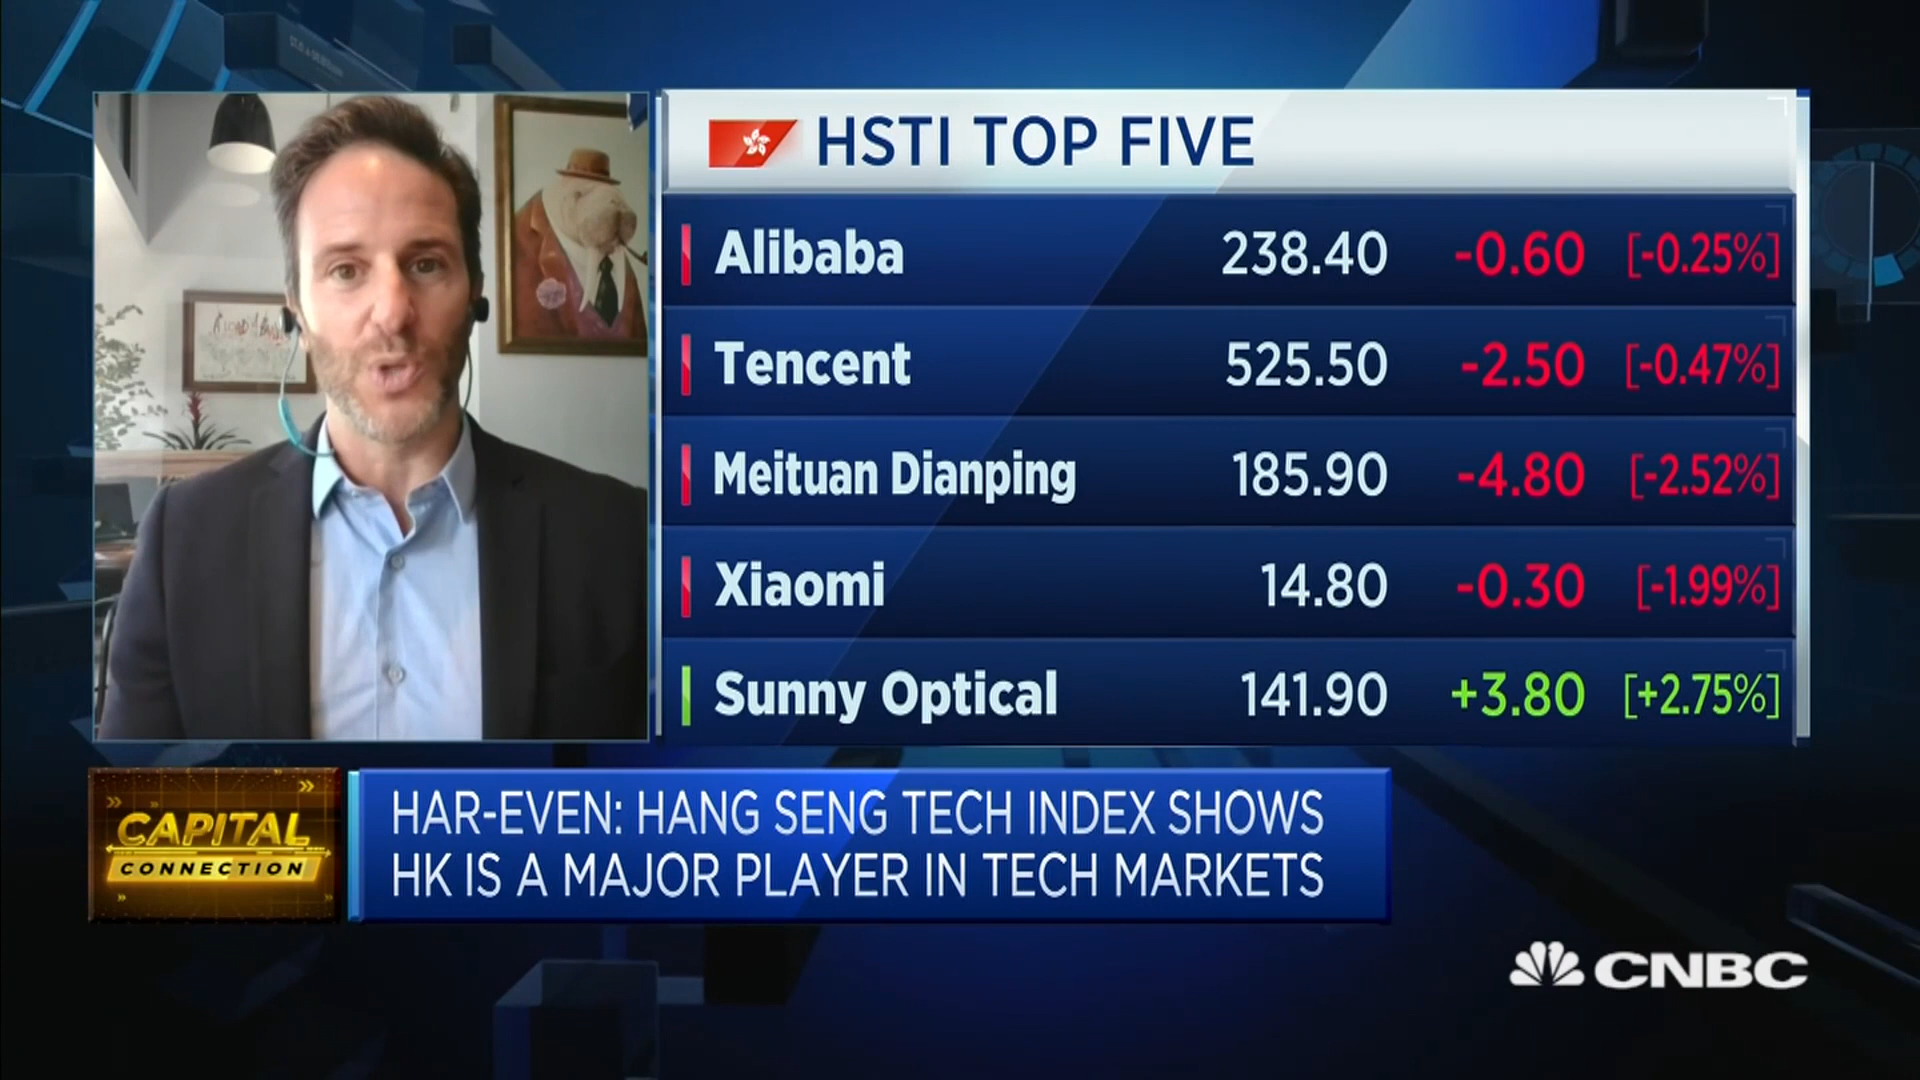 HSTI TOP FIVE
Alibaba 238.40 -0.60 [-0.25%]
Tencent 525.50 -2.50 [-0.47%]
Meituan Dianping 185.90 -4.80 [-2.52%]
Xiaomi 14.80 -0.30 [-1.99%]
Sunny Optical 141.90 +3.80 [+2.75%]
CAPITAL
CONNECTION
HAR-EVEN: HANG SENG TECH INDEX SHOWS
HK IS A MAJOR PLAYER IN TECH MARKETS
CNBC